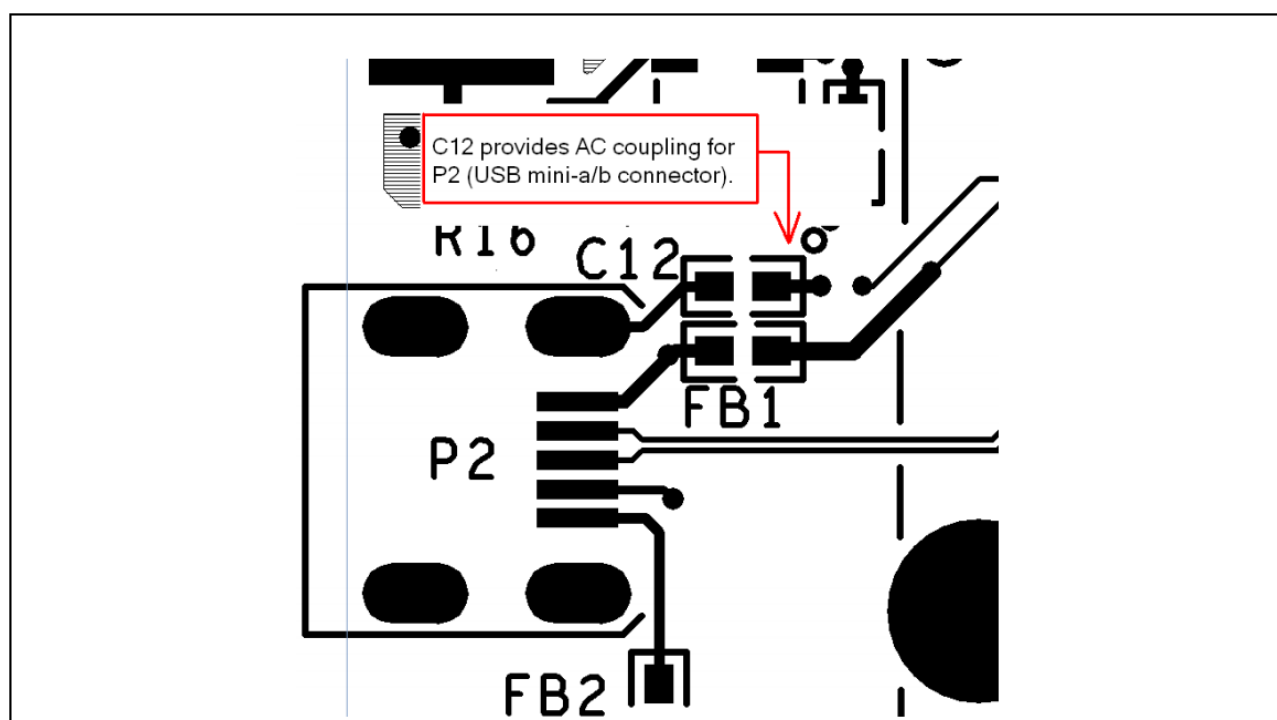 C12 provides AC coupling for
P2 (USB mini-a/b connector).
R16
C12
FB1
P2
FB2